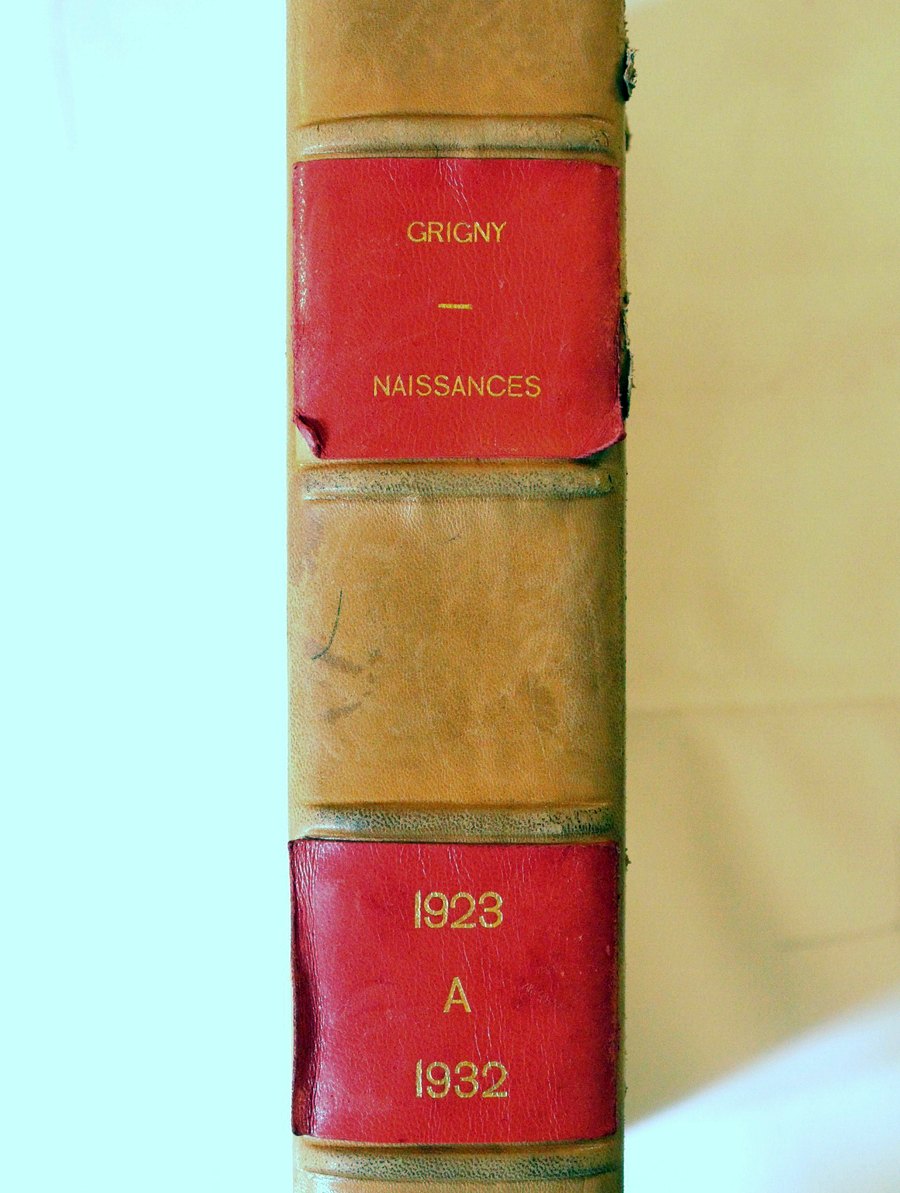 GRIGNY
—
NAISSANCES
1923
A
1932